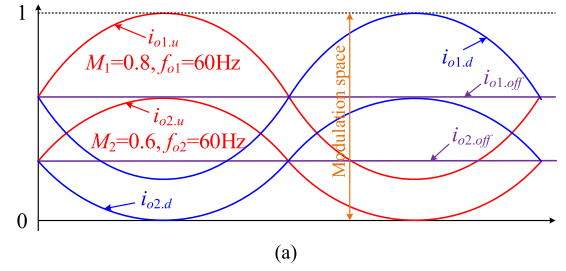 1
i_{o1.u}
M_1=0.8, f_{o1}=60Hz
i_{o1.d}
i_{o1.off}
i_{o2.u}
M_2=0.6, f_{o2}=60Hz
i_{o2.off}
Modulation space
i_{o2.d}
0
(a)